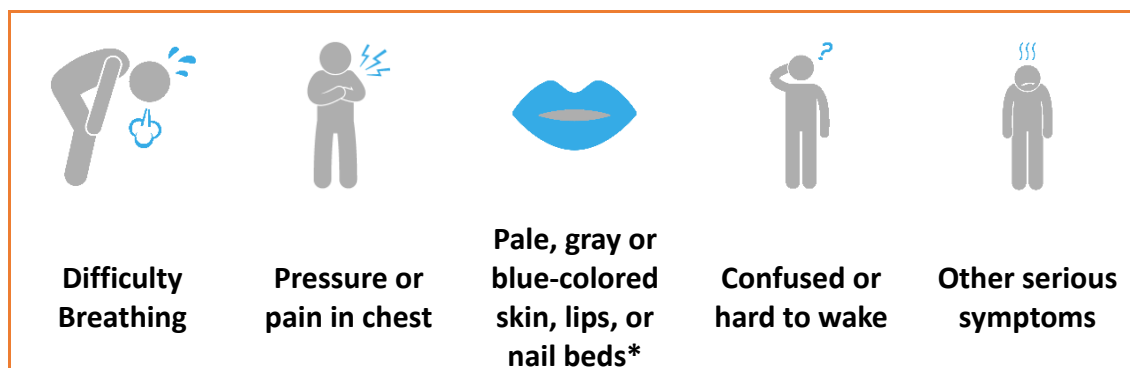 ?
Difficulty
Breathing
Pressure or
pain in chest
Pale, gray or
blue-colored
skin, lips, or
nail beds*
Confused or
hard to wake
Other serious
symptoms